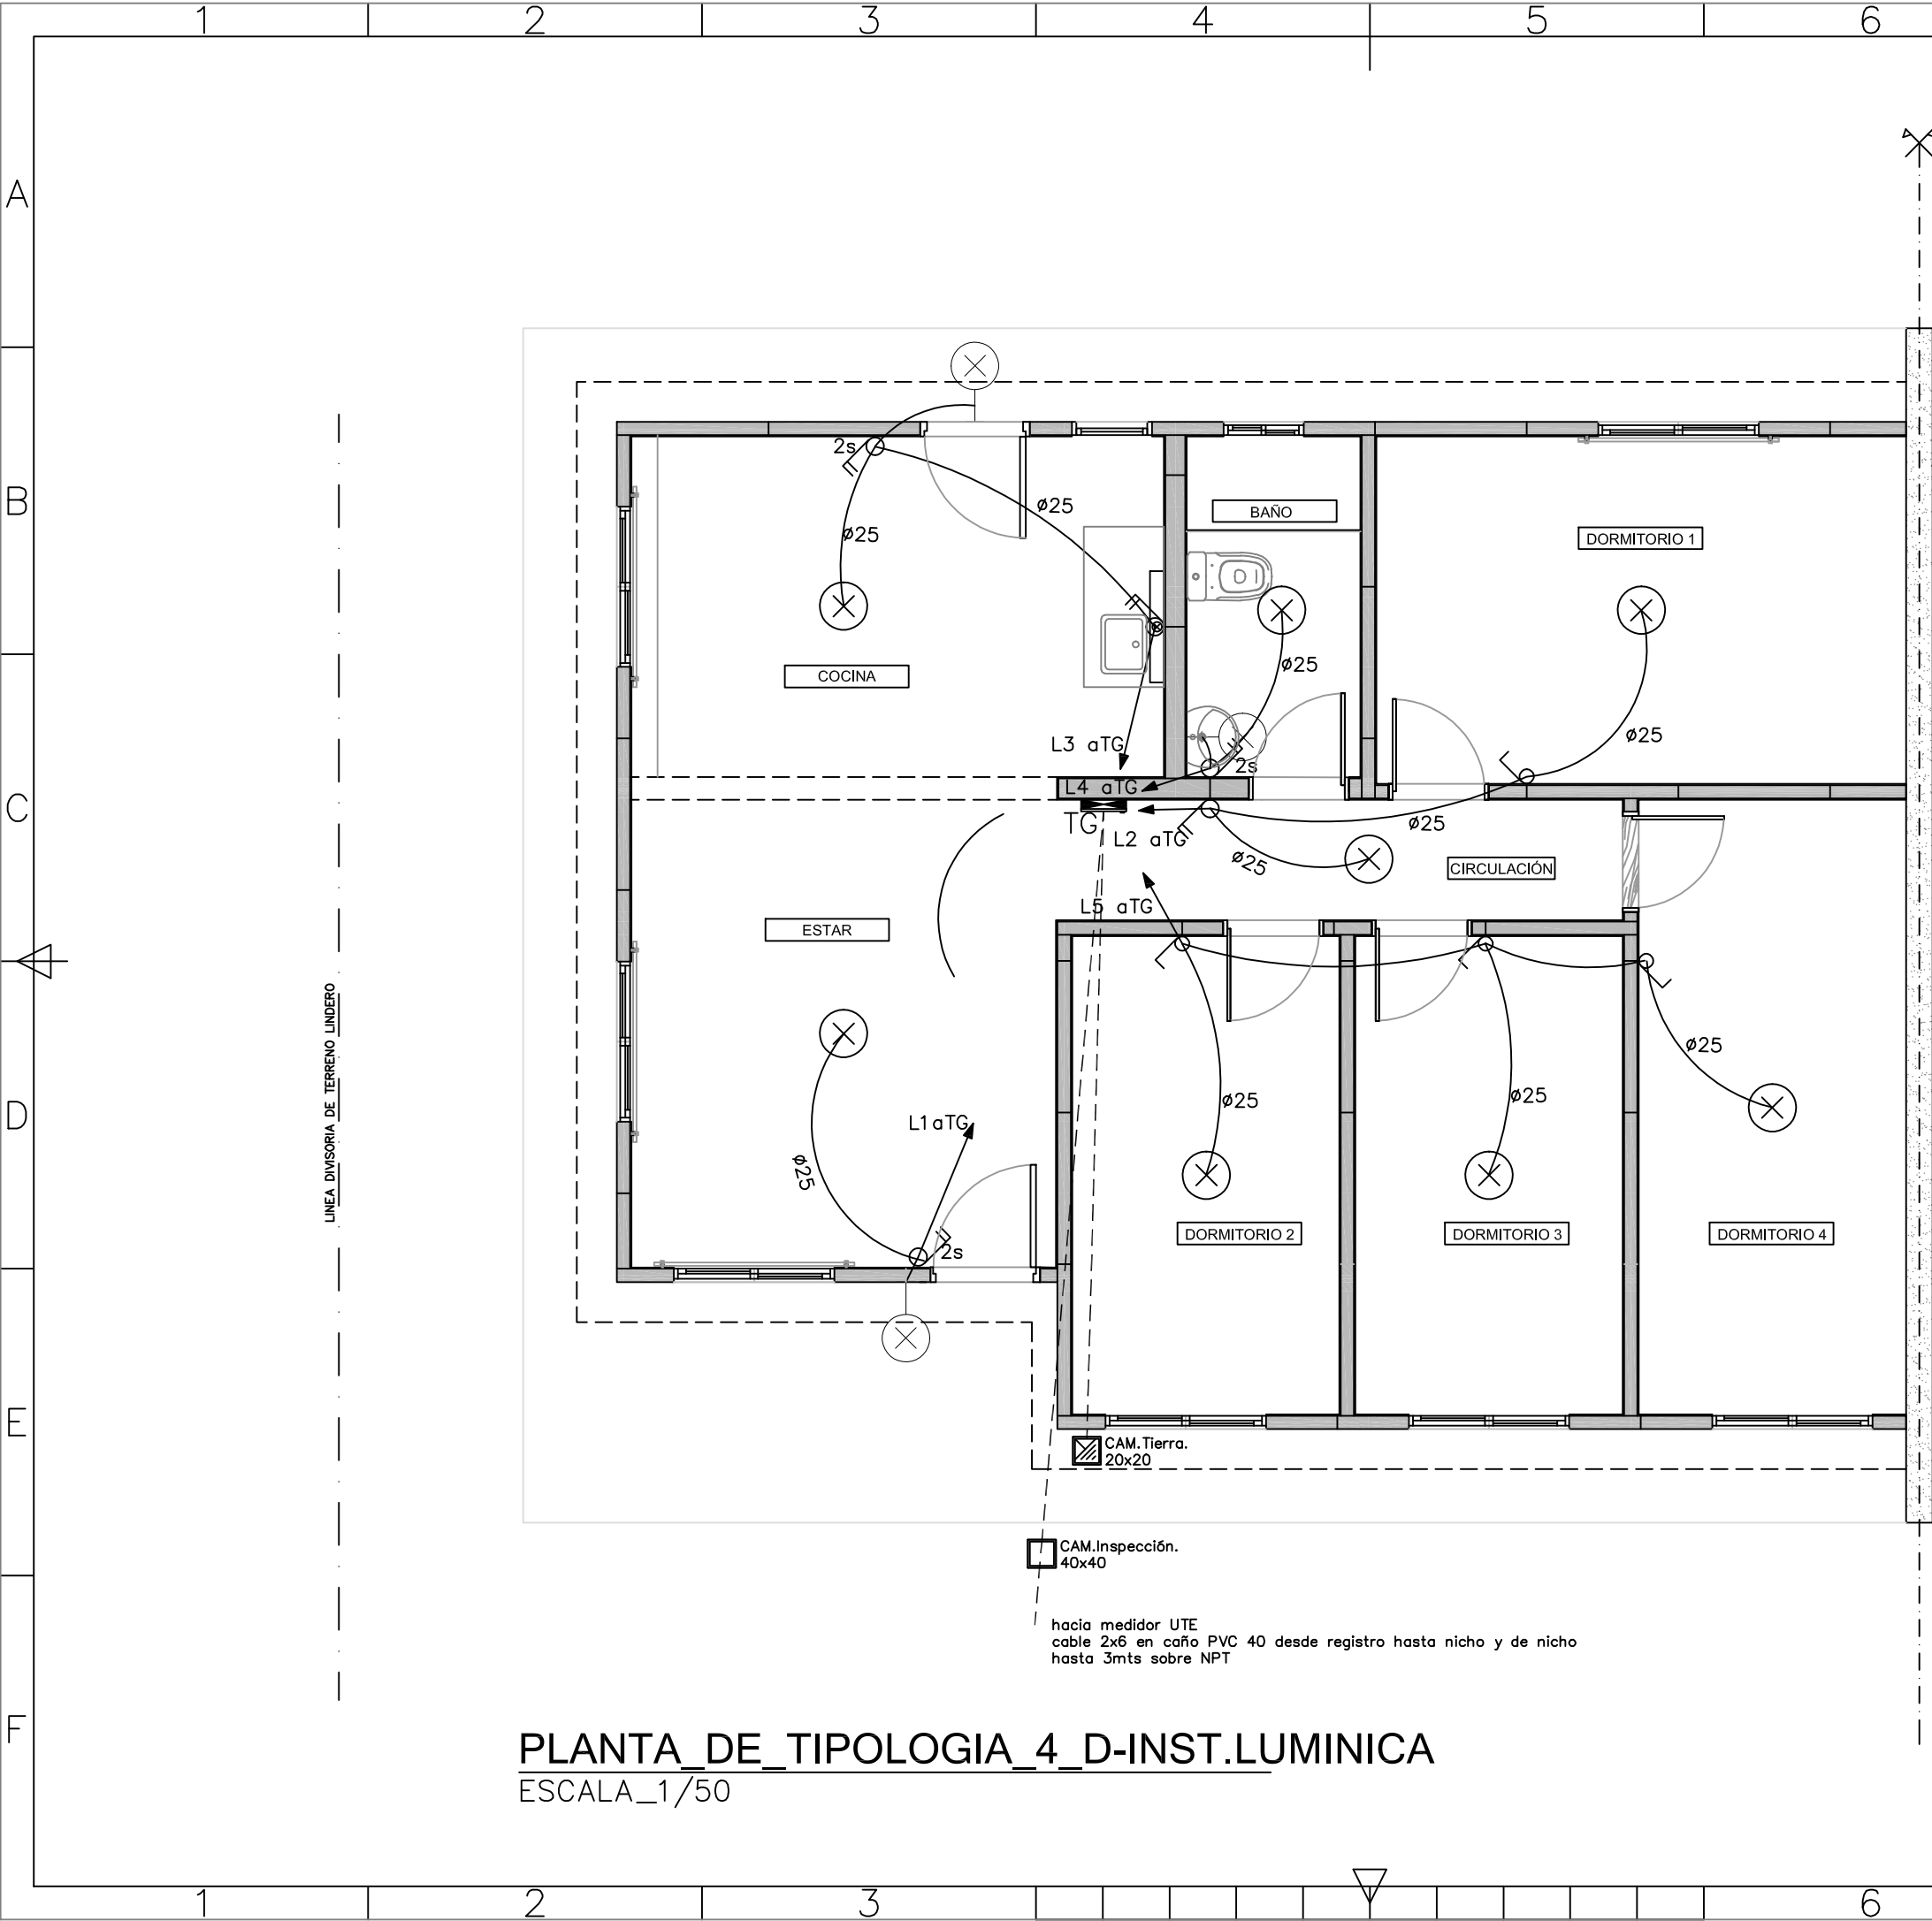 1 2 3 4 5 6
A
B
C
D
E
F
2s
ø25
ø25
BAÑO
DORMITORIO 1
COCINA
ø25
ø25
L3 aTG
2s
L4 aTG
TG
L2 aTG
ø25
ø25
CIRCULACIÓN
L5 aTG
ESTAR
LINEA DIVISORIA DE TERRENO LINDERO
ø25
L1 aTG
ø25
ø25
ø25
2s
DORMITORIO 2
DORMITORIO 3
DORMITORIO 4
CAM.Tierra.
20x20
CAM.Inspección.
40x40
hacia medidor UTE
cable 2x6 en caño PVC 40 desde registro hasta nicho y de nicho
hasta 3mts sobre NPT
PLANTA_DE_TIPOLOGIA_4_D-INST.LUMINICA
ESCALA_1/50
1 2 3 6